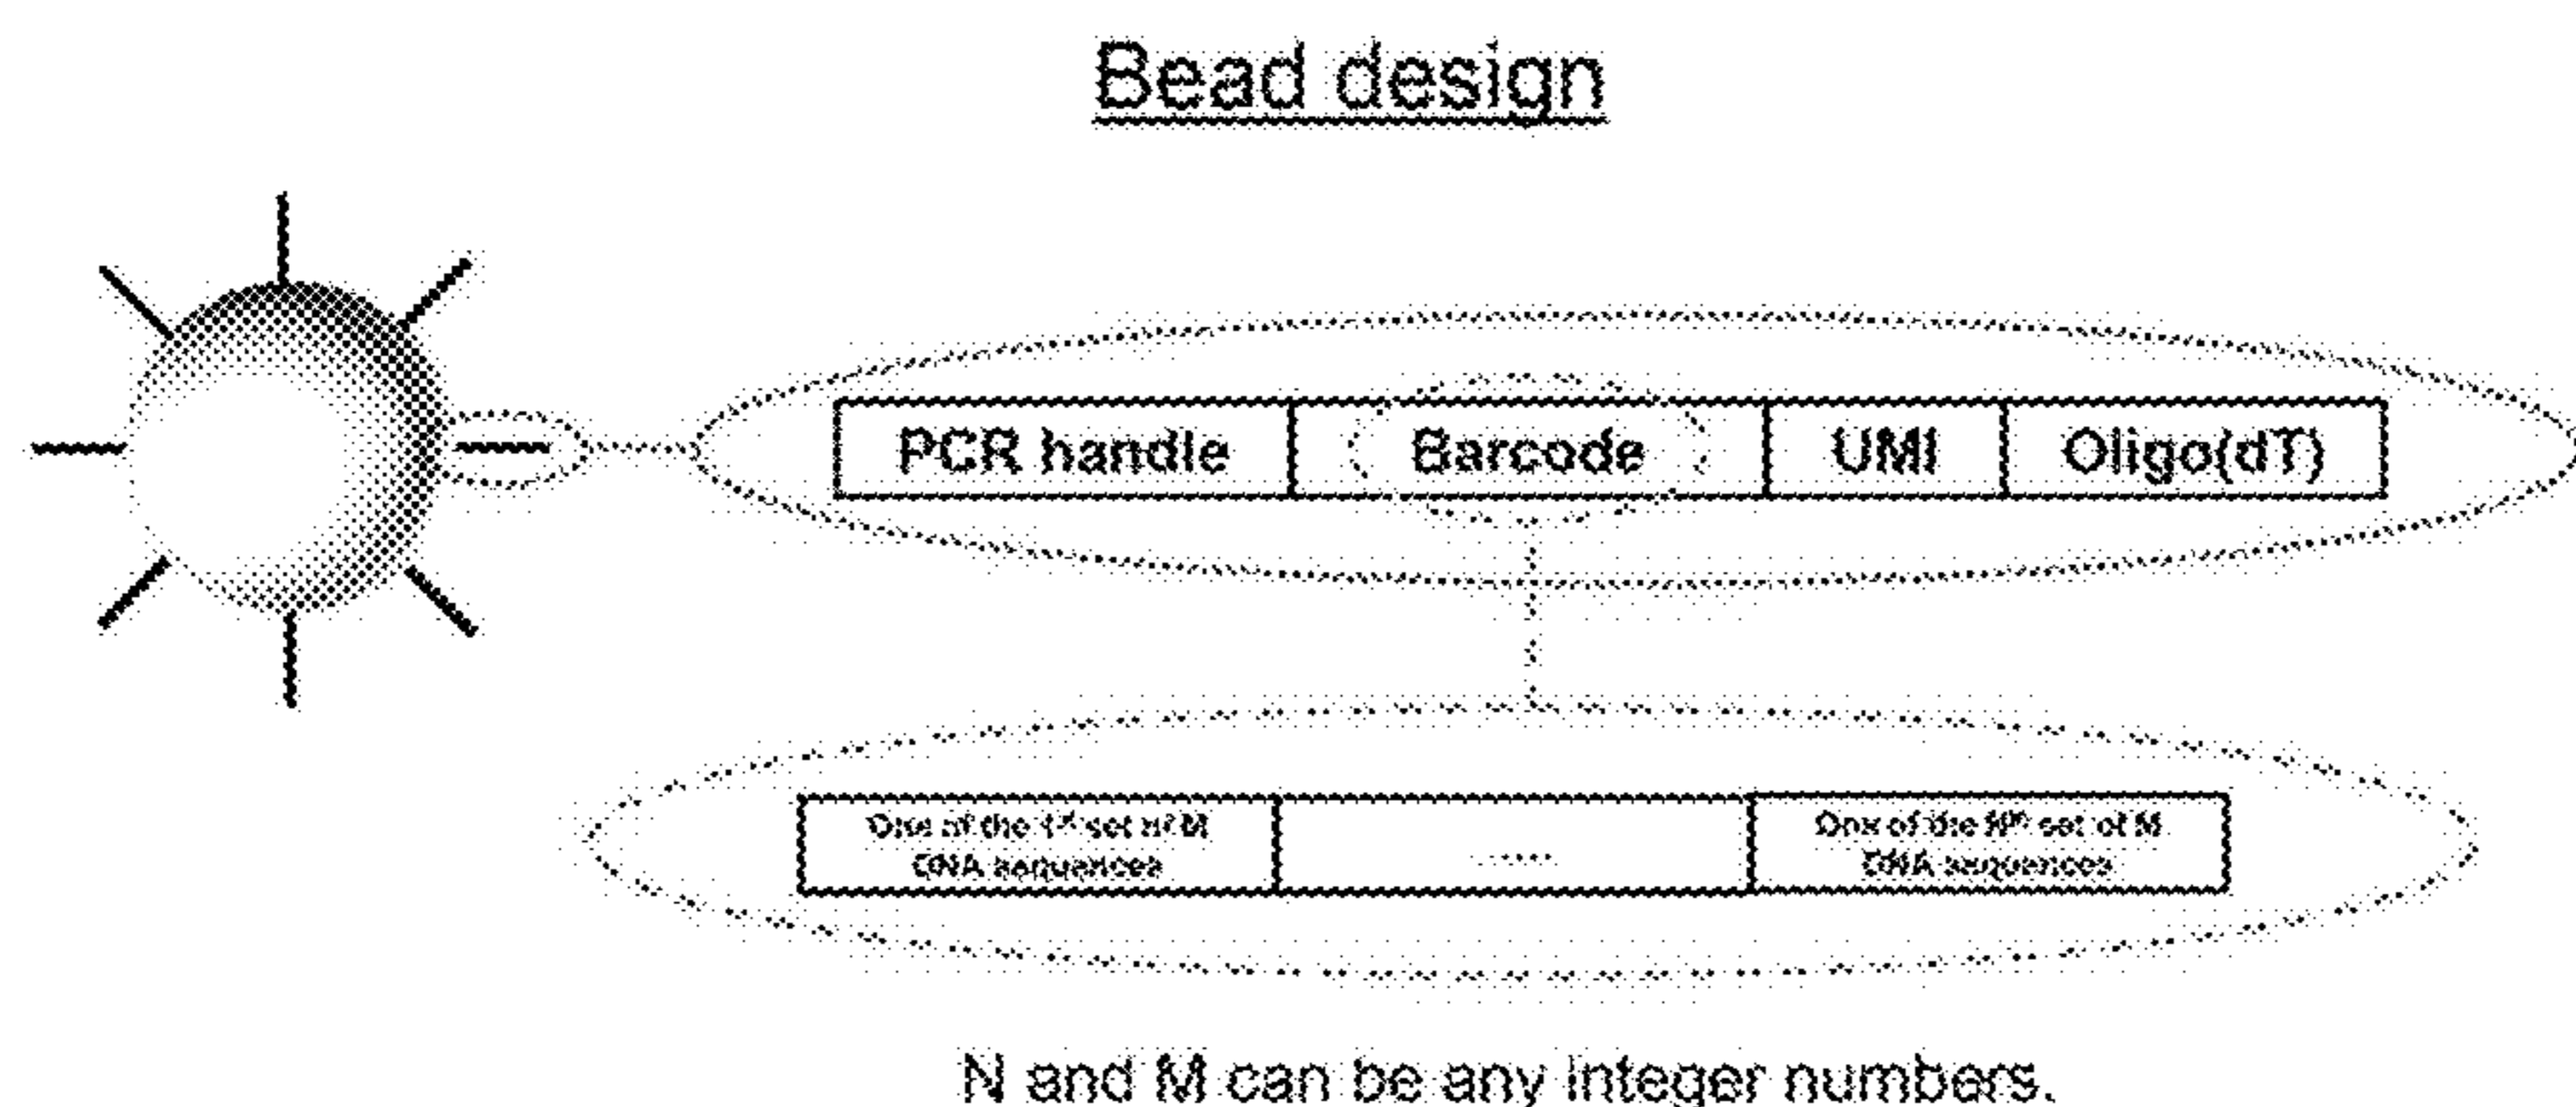 Bead design
PCR handle
Barcode
UMI
Oligo(dT)
One of the 1st set of M
DNA sequences
.....
One of the Nth set of M
DNA sequences
N and M can be any integer numbers.